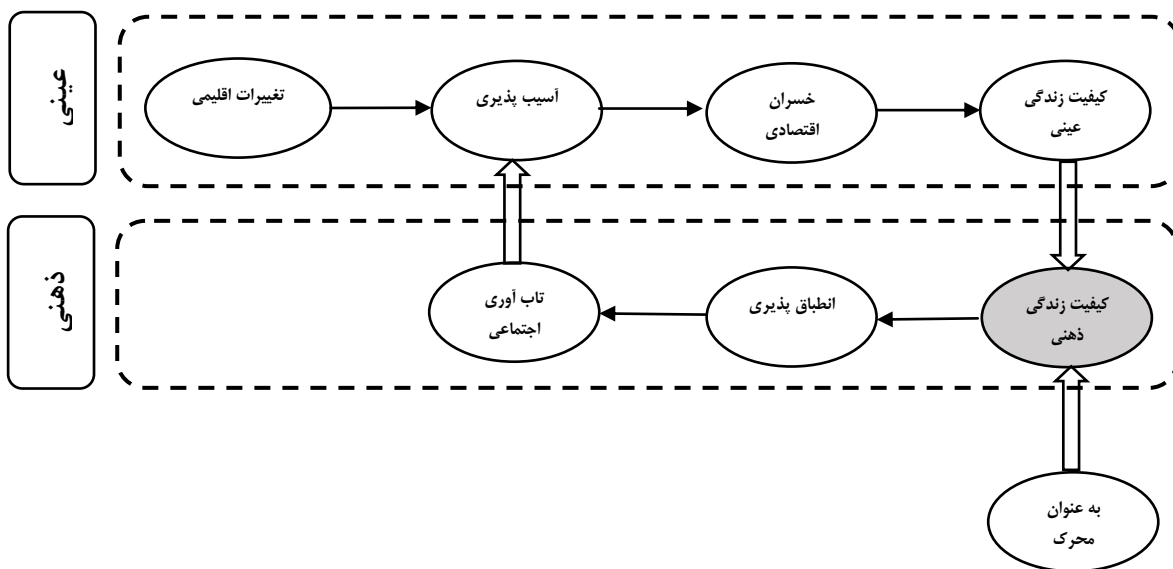 عینی
تغییرات اقلیمی
آسیب پذیری
خسران
اقتصادی
کیفیت زندگی
عینی
ذهنی
تاب آوری
اجتماعی
انطباق پذیری
کیفیت زندگی
ذهنی
به عنوان
محرک